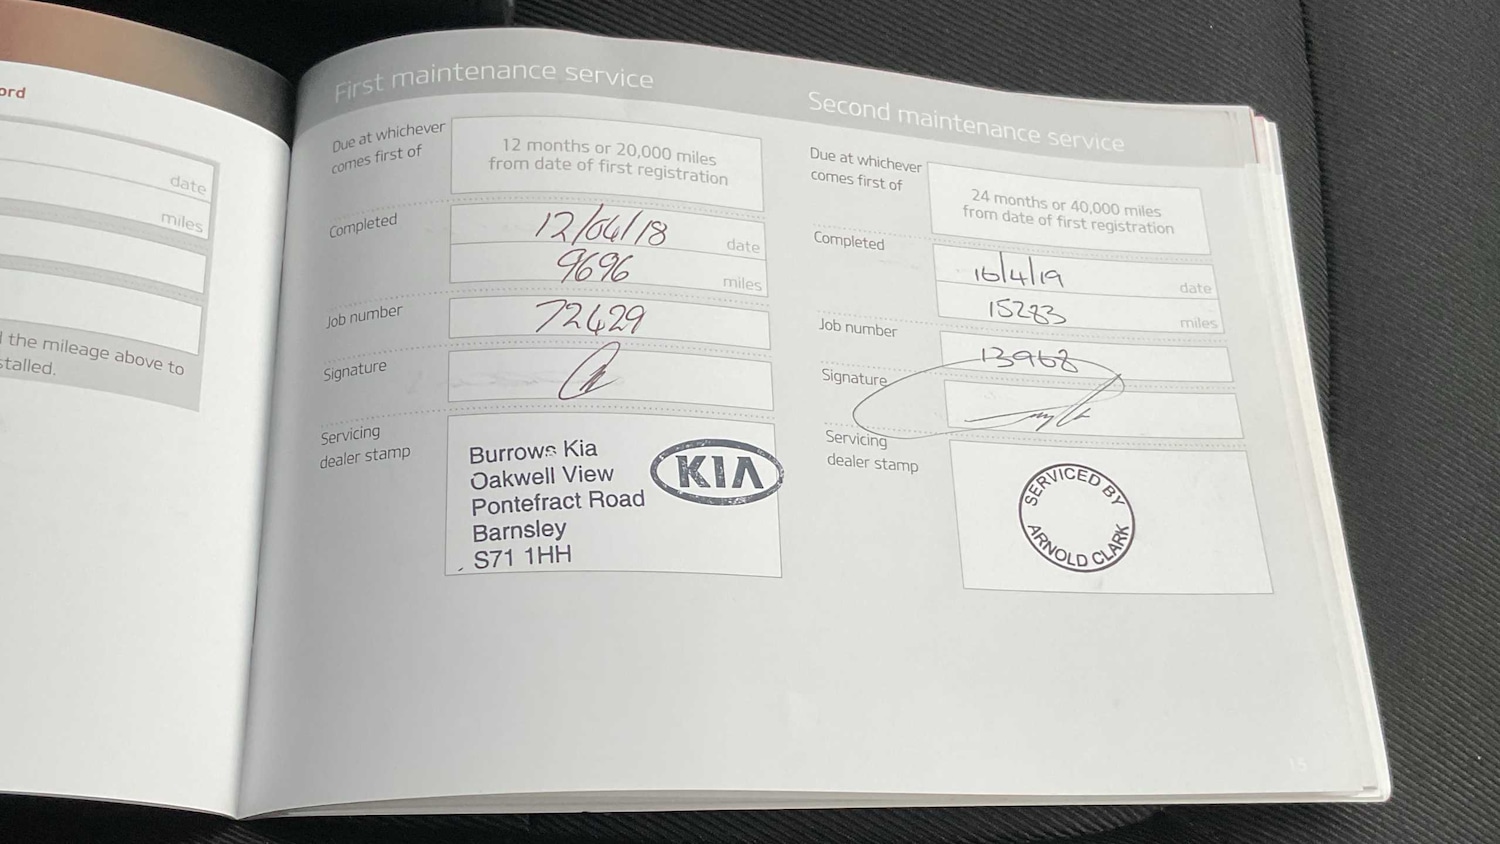 ord
date
miles
l the mileage above to
stalled.
First maintenance service
Due at whichever
comes first of
12 months or 20,000 miles
from date of first registration
Completed
12/04/18
date
9696
miles
Job number
72429
Signature
Servicing
dealer stamp
Burrows Kia
Oakwell View
Pontefract Road
Barnsley
S71 1HH
KIA
Second maintenance service
Due at whichever
comes first of
24 months or 40,000 miles
from date of first registration
Completed
16/4/19
date
15283
miles
Job number
13968
Signature
Servicing
dealer stamp
SERVICED BY
ARNOLD CLARK
15